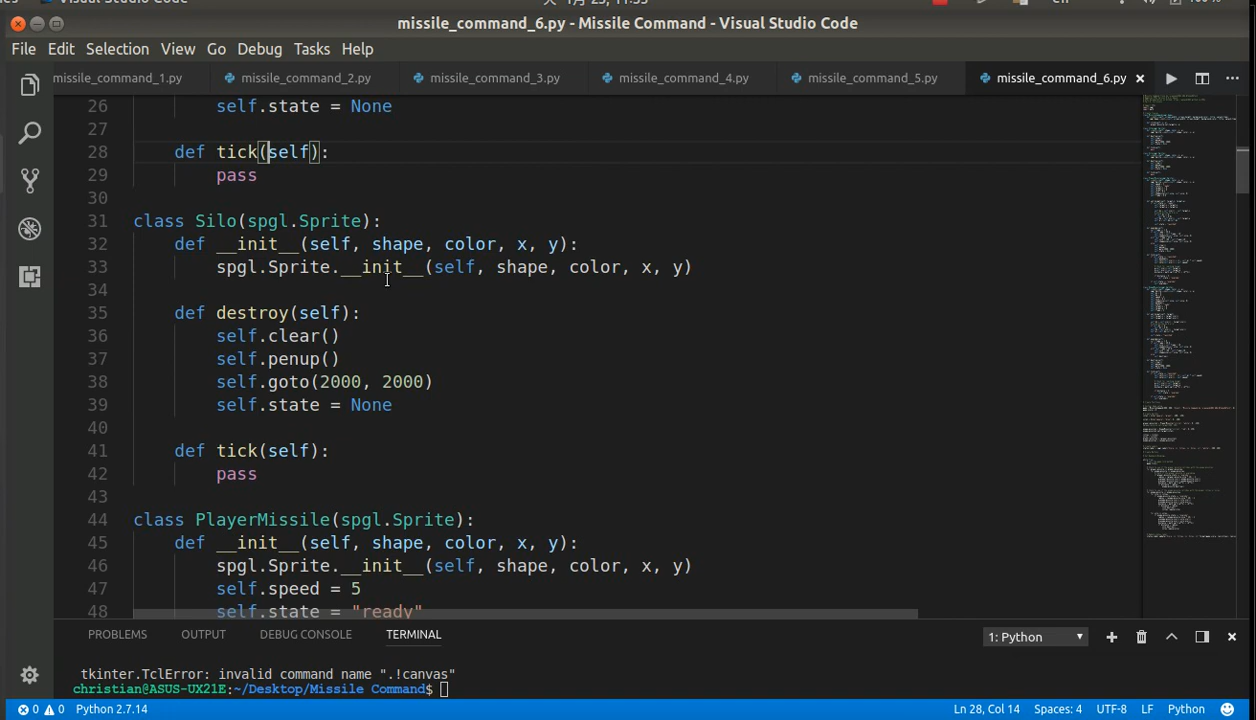 missile_command_6.py - Missile Command - Visual Studio Code
File Edit Selection View Go Debug Tasks Help
missile_command_1.py missile_command_2.py missile_command_3.py missile_command_4.py missile_command_5.py missile_command_6.py
26 self.state = None
27
28 def tick(self):
29 pass
30
31 class Silo(spgl.Sprite):
32 def __init__(self, shape, color, x, y):
33 spgl.Sprite.__init__(self, shape, color, x, y)
34
35 def destroy(self):
36 self.clear()
37 self.penup()
38 self.goto(2000, 2000)
39 self.state = None
40
41 def tick(self):
42 pass
43
44 class PlayerMissile(spgl.Sprite):
45 def __init__(self, shape, color, x, y):
46 spgl.Sprite.__init__(self, shape, color, x, y)
47 self.speed = 5
48 self.state = "ready"
PROBLEMS OUTPUT DEBUG CONSOLE TERMINAL 1: Python
tkinter.TclError: invalid command name ".!canvas"
christian@ASUS-UX21E:~/Desktop/Missile Command$
0 0 Python 2.7.14 Ln 28, Col 14 Spaces: 4 UTF-8 LF Python